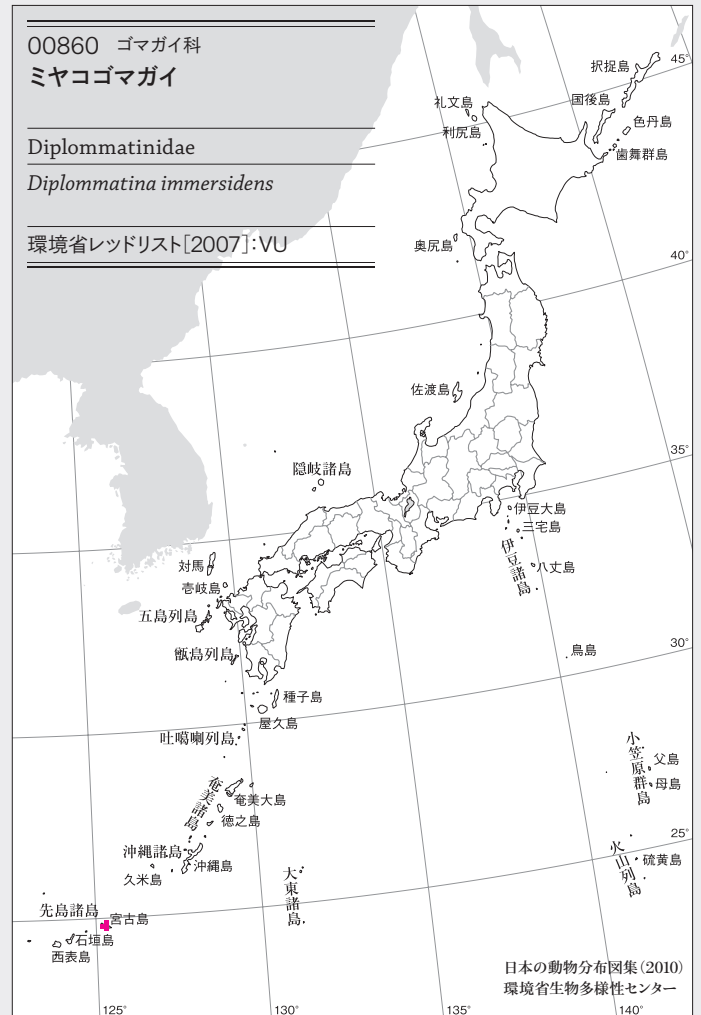 00860 ゴマガイ科
ミヤコゴマガイ
Diplommatinidae
Diplommatina immersidens
環境省レッドリスト[2007]:VU
45°
択捉島
国後島
礼文島
利尻島
色丹島
歯舞群島
奥尻島
40°
佐渡島
35°
隠岐諸島
伊豆大島
三宅島
伊豆諸島
八丈島
対馬
壱岐島
五島列島
甑島列島
鳥島
30°
種子島
屋久島
吐噶喇列島
小笠原群島
父島
母島
奄美諸島
奄美大島
徳之島
25°
沖縄諸島
沖縄島
久米島
火山列島
硫黄島
大東諸島
先島諸島
宮古島
石垣島
西表島
日本の動物分布図集(2010)
環境省生物多様性センター
125°
130°
135°
140°